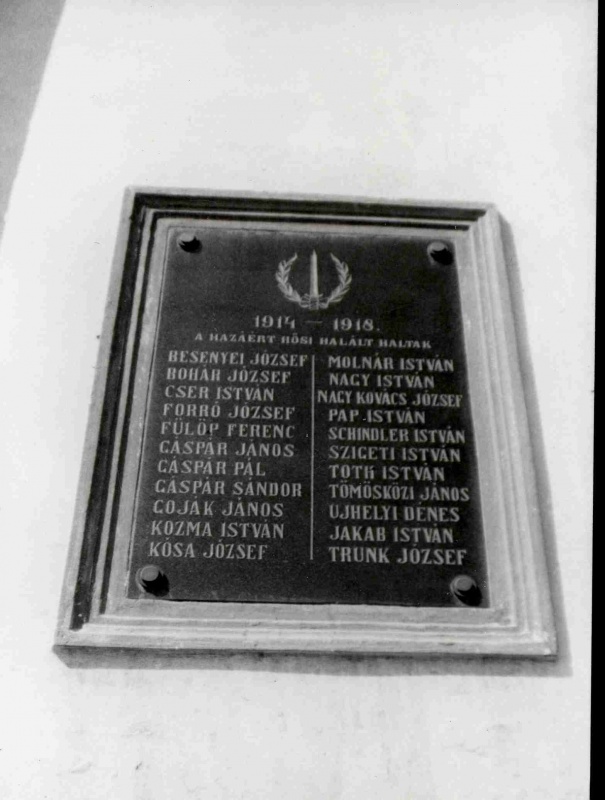 1914 — 1918.
A HAZÁÉRT HŐSI HALÁLT HALTAK
BESENYEI JÓZSEF
BOHÁR JÓZSEF
CSER ISTVÁN
FORRÓ JÓZSEF
FÜLÖP FERENC
GÁSPÁR JÁNOS
GÁSPÁR PÁL
GÁSPÁR SÁNDOR
GOJÁK JÁNOS
KOZMA ISTVÁN
KÓSA JÓZSEF
MOLNÁR ISTVÁN
NAGY ISTVÁN
NAGY KOVÁCS JÓZSEF
PAP ISTVÁN
SCHINDLER ISTVÁN
SZIGETI ISTVÁN
TÓTH ISTVÁN
TÖMÖSKÖZI JÁNOS
UJHELYI DÉNES
JAKAB ISTVÁN
TRUNK JÓZSEF